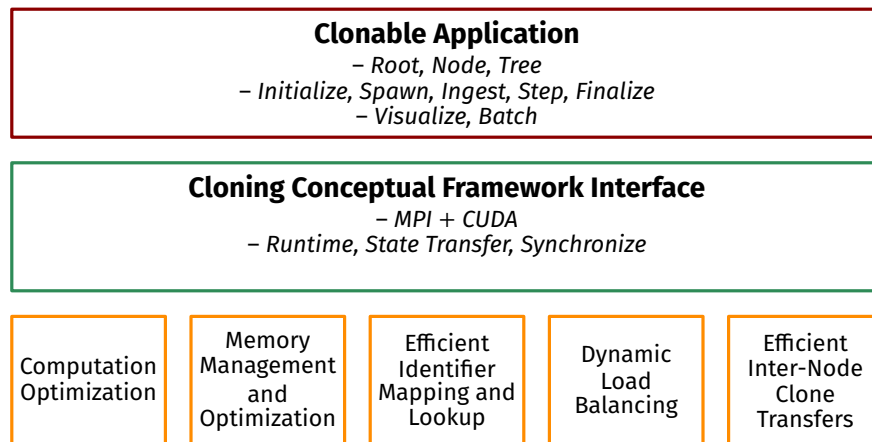 Clonable Application
– Root, Node, Tree
– Initialize, Spawn, Ingest, Step, Finalize
– Visualize, Batch
Cloning Conceptual Framework Interface
– MPI + CUDA
– Runtime, State Transfer, Synchronize
Computation
Optimization
Memory
Management
and
Optimization
Efficient
Identifier
Mapping and
Lookup
Dynamic
Load
Balancing
Efficient
Inter-Node
Clone
Transfers